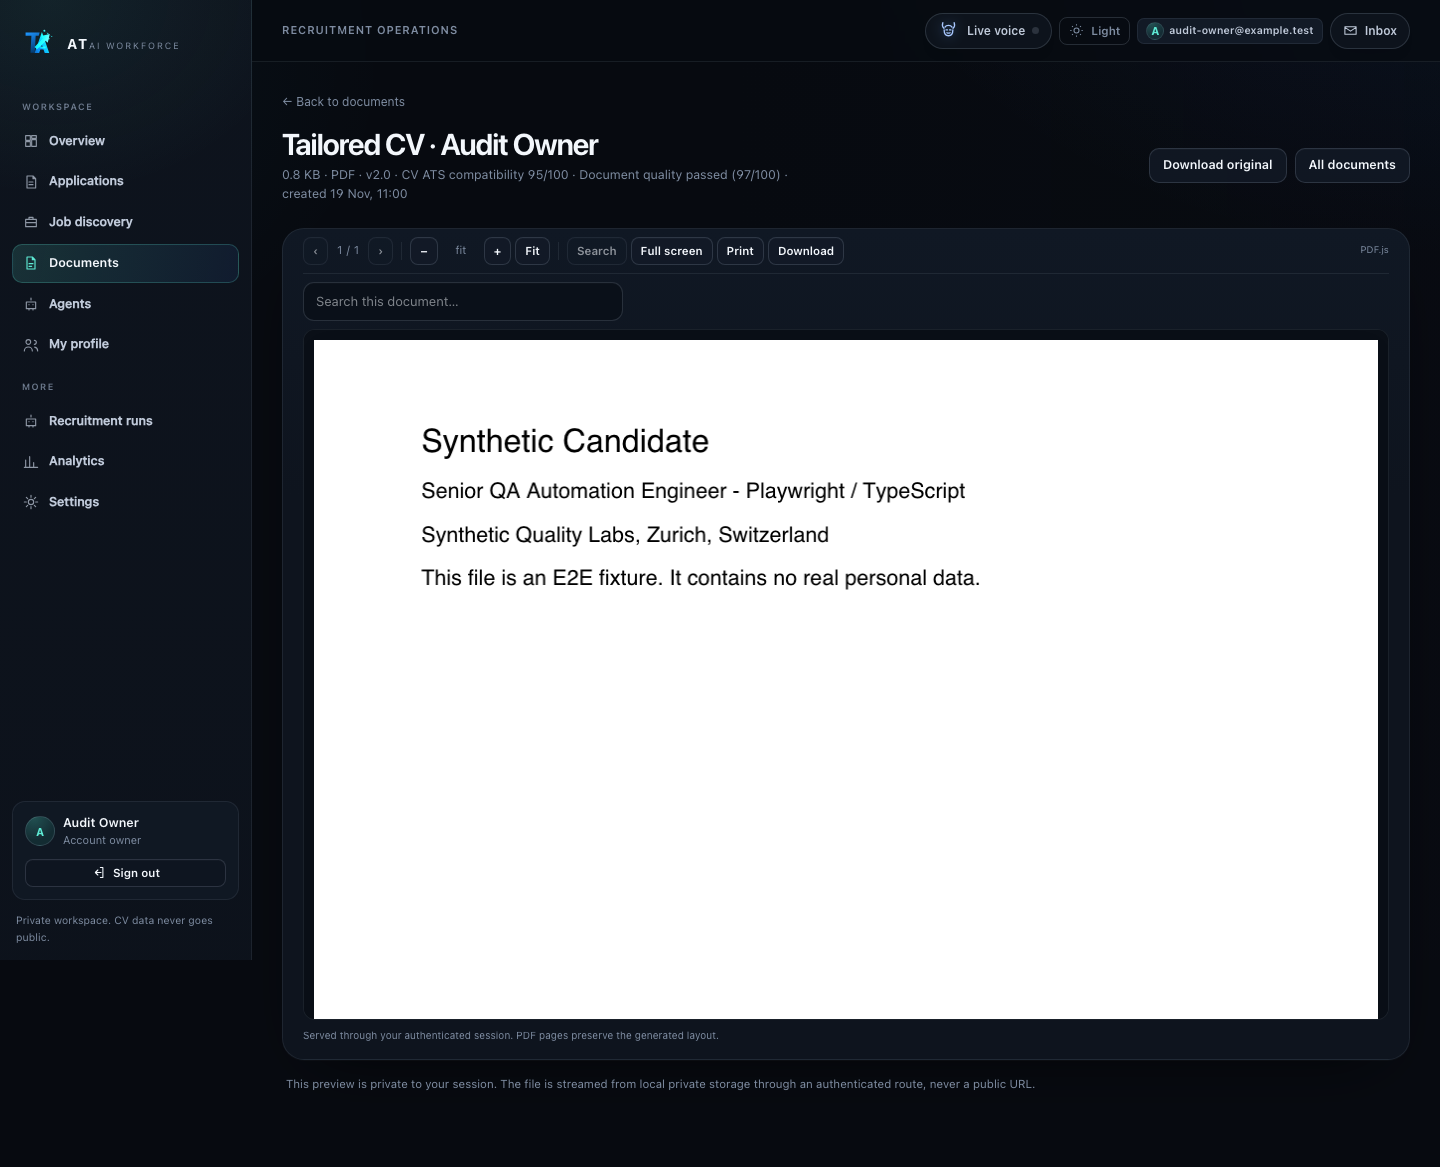 AT AI WORKFORCE
WORKSPACE
Overview
Applications
Job discovery
Documents
Agents
My profile
MORE
Recruitment runs
Analytics
Settings
A
Audit Owner
Account owner
Sign out
Private workspace. CV data never goes
public.
RECRUITMENT OPERATIONS
Live voice
Light
A audit-owner@example.test
Inbox
← Back to documents
Tailored CV · Audit Owner
0.8 KB · PDF · v2.0 · CV ATS compatibility 95/100 · Document quality passed (97/100) ·
created 19 Nov, 11:00
Download original
All documents
‹ 1 / 1 › − fit + Fit Search Full screen Print Download PDF.js
Search this document...
Synthetic Candidate
Senior QA Automation Engineer - Playwright / TypeScript
Synthetic Quality Labs, Zurich, Switzerland
This file is an E2E fixture. It contains no real personal data.
Served through your authenticated session. PDF pages preserve the generated layout.
This preview is private to your session. The file is streamed from local private storage through an authenticated route, never a public URL.